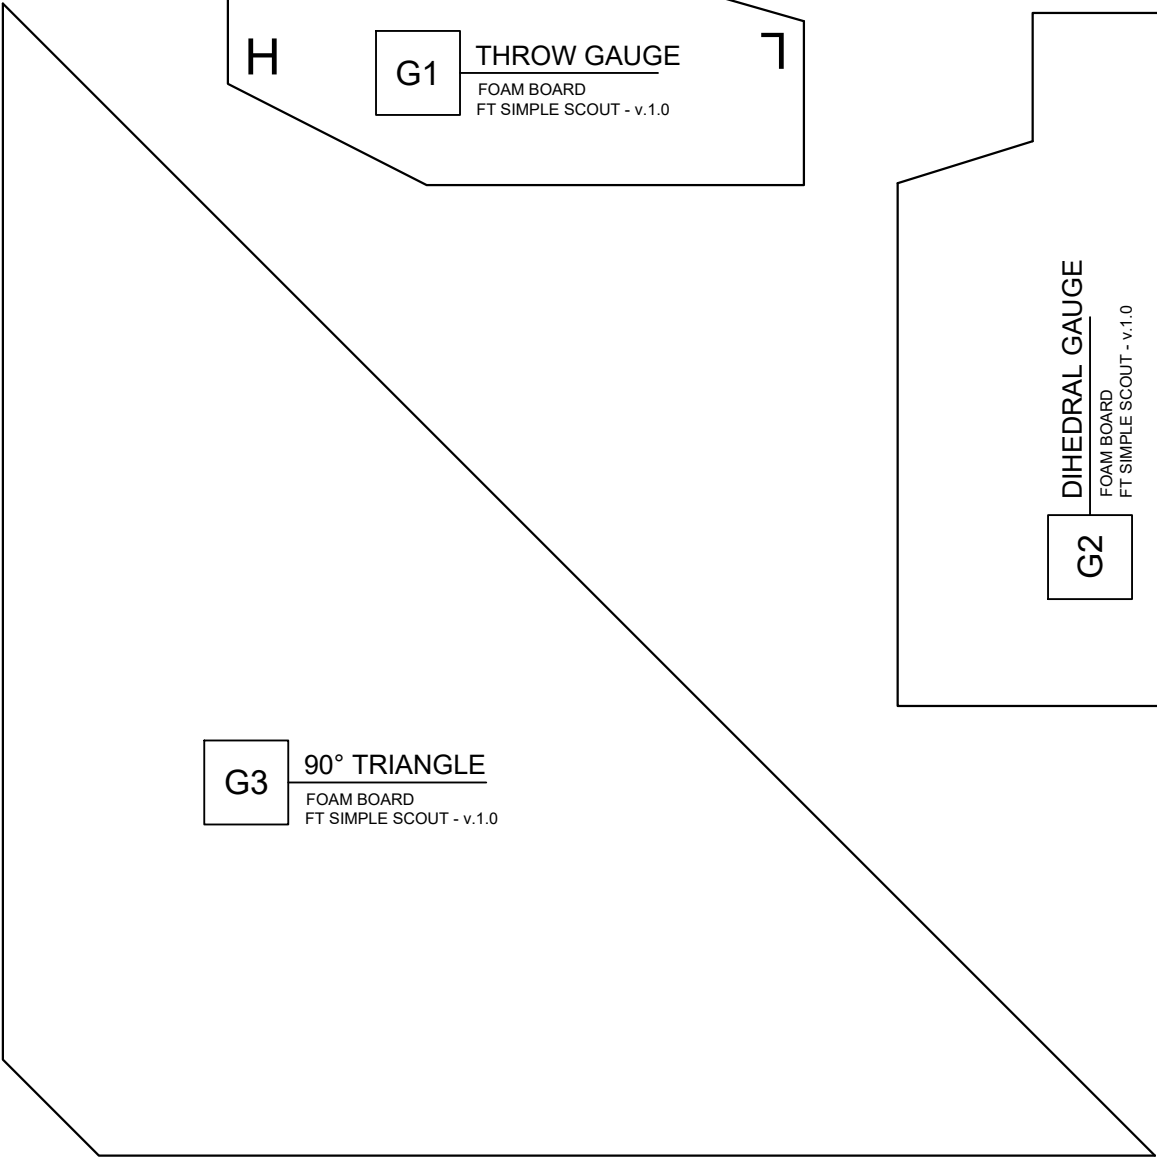 H
G1
THROW GAUGE
FOAM BOARD
FT SIMPLE SCOUT - v.1.0
L
DIHEDRAL GAUGE
FOAM BOARD
FT SIMPLE SCOUT - v.1.0
G2
G3
90° TRIANGLE
FOAM BOARD
FT SIMPLE SCOUT - v.1.0